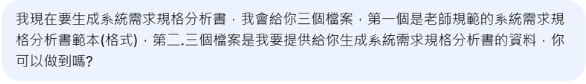 我現在要生成系統需求規格分析書，我會給你三個檔案，第一個是老師規範的系統需求規
格分析書範本(格式)，第二.三個檔案是我要提供給你生成系統需求規格分析書的資料，你
可以做到嗎?